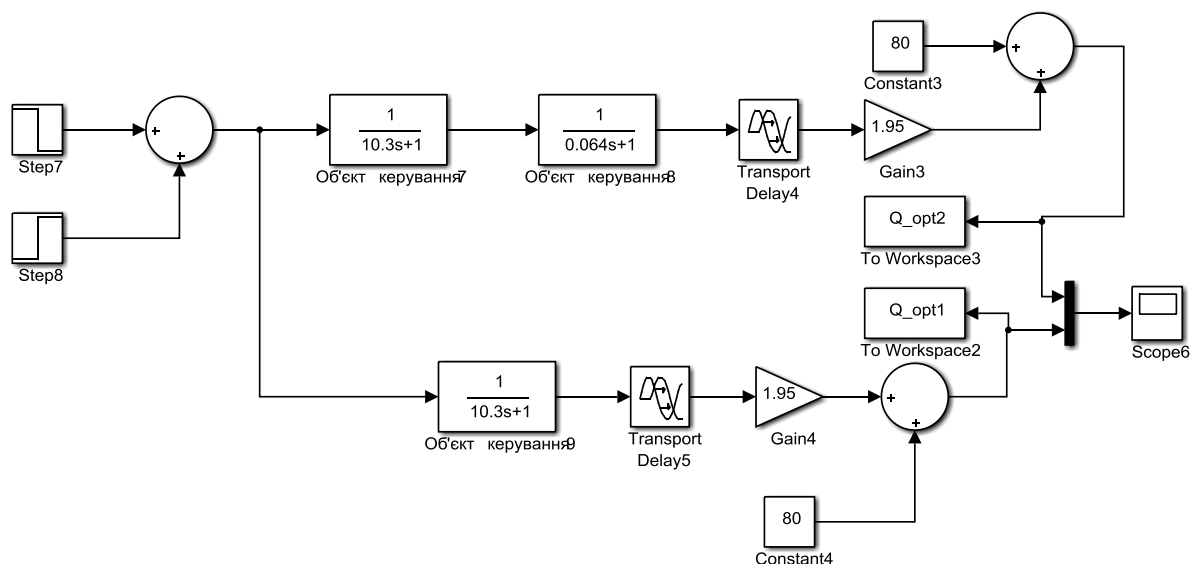 80
Constant3
Step7
1
10.3s+1
Об'єкт керування7
1
0.064s+1
Об'єкт керування8
Transport
Delay4
1.95
Gain3
Step8
Q_opt2
To Workspace3
Q_opt1
To Workspace2
Scope6
1
10.3s+1
Об'єкт керування9
Transport
Delay5
1.95
Gain4
80
Constant4